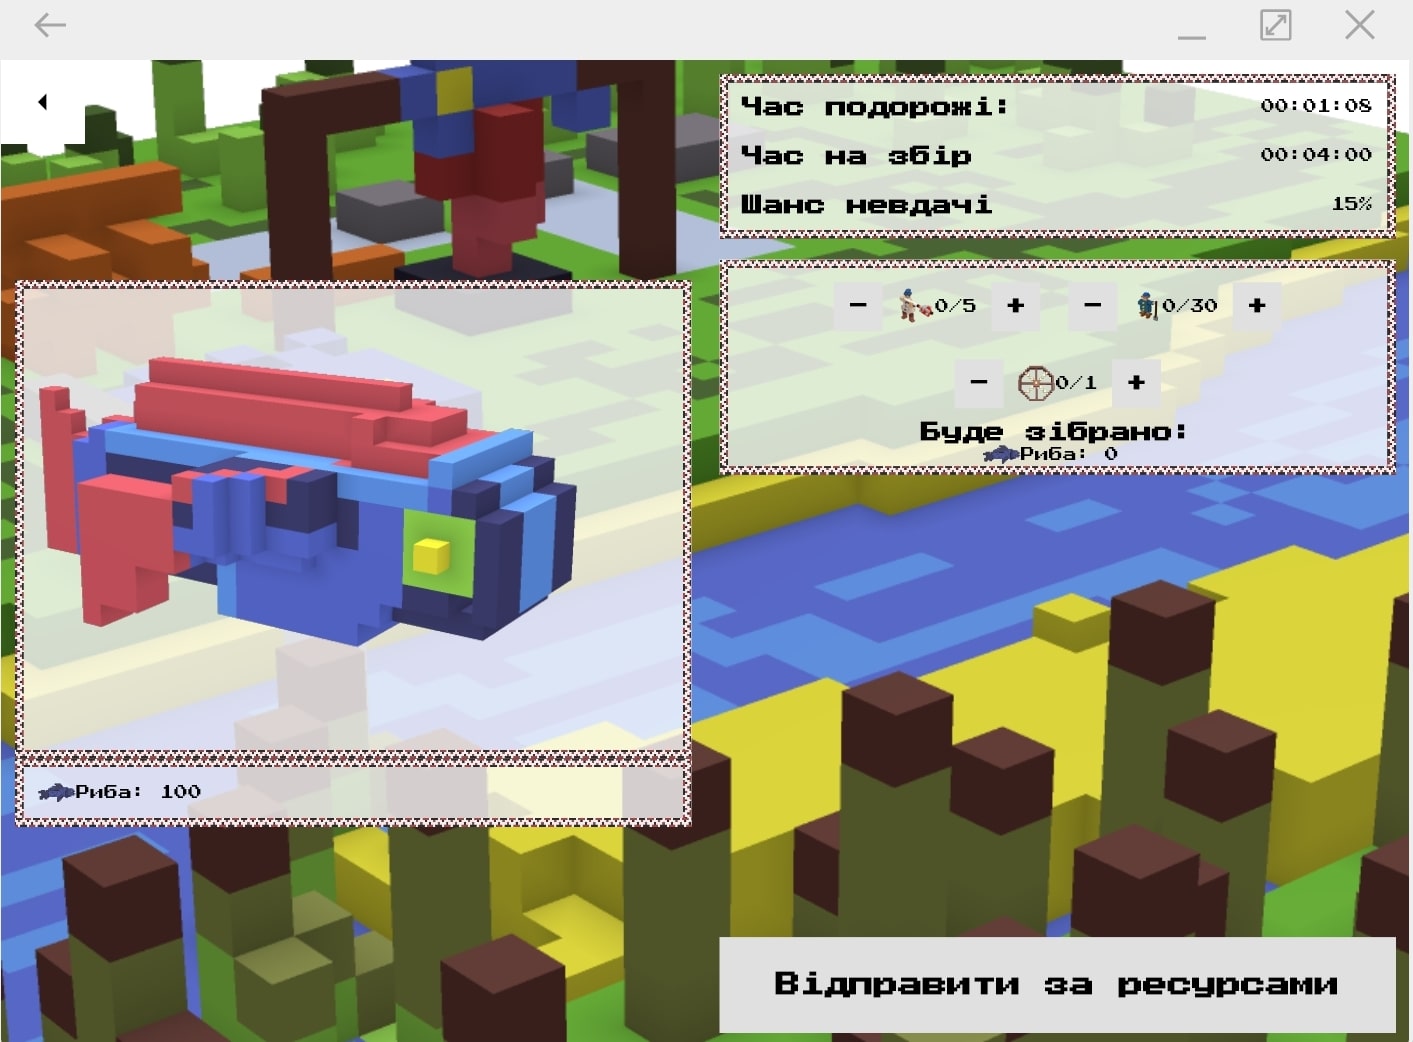 Час подорожі: 00:01:08
Час на збір 00:04:00
Шанс невдачі 15%
- 0/5 + - 0/30 +
- 0/1 +
Буде зібрано:
Риба: 0
Риба: 100
Відправити за ресурсами